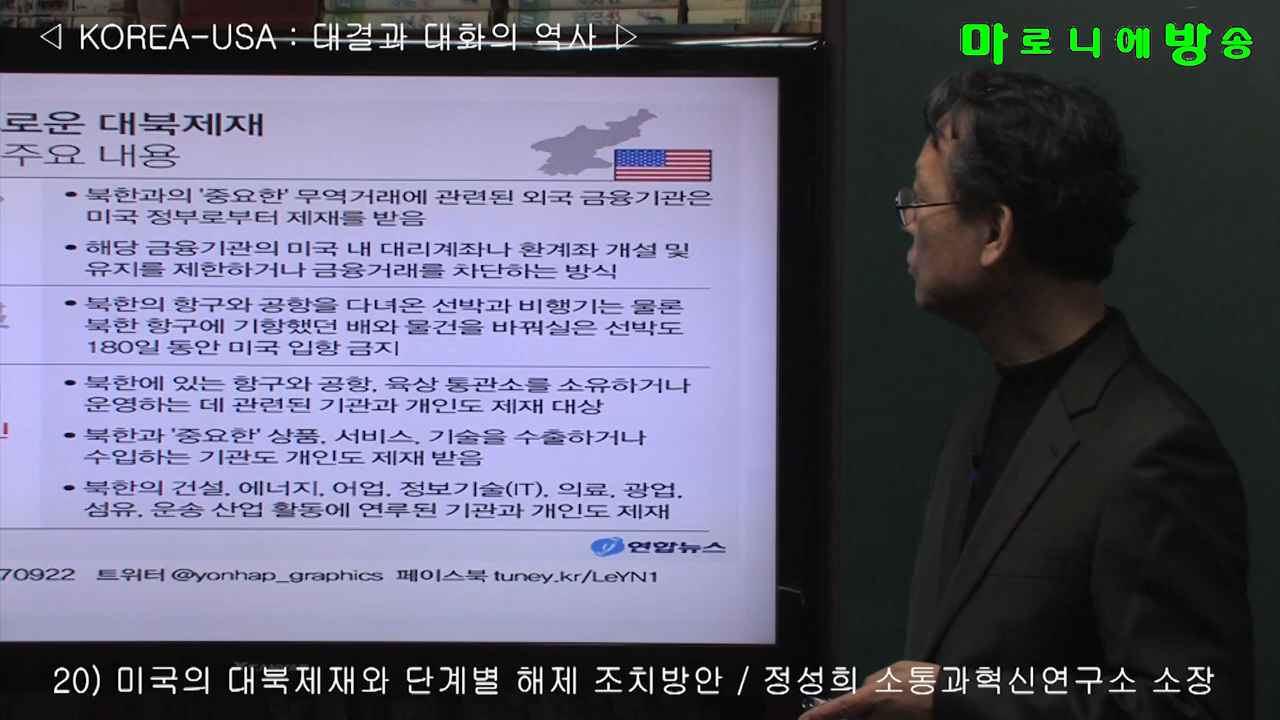 ◁ KOREA-USA : 대결과 대화의 역사 ▷
마로니에방송
로운 대북제재
주요 내용
• 북한과의 '중요한' 무역거래에 관련된 외국 금융기관은
미국 정부로부터 제재를 받음
• 해당 금융기관의 미국 내 대리계좌나 환계좌 개설 및
유지를 제한하거나 금융거래를 차단하는 방식
• 북한의 항구와 공항을 다녀온 선박과 비행기는 물론
북한 항구에 기항했던 배와 물건을 바꿔실은 선박도
180일 동안 미국 입항 금지
• 북한에 있는 항구와 공항, 육상 통관소를 소유하거나
운영하는 데 관련된 기관과 개인도 제재 대상
• 북한과 '중요한' 상품, 서비스, 기술을 수출하거나
수입하는 기관도 개인도 제재 받음
• 북한의 건설, 에너지, 어업, 정보기술(IT), 의료, 광업,
섬유, 운송 산업 활동에 연루된 기관과 개인도 제재
연합뉴스
70922 트위터 @yonhap_graphics 페이스북 tuney.kr/LeYN1
20) 미국의 대북제재와 단계별 해제 조치방안 / 정성희 소통과혁신연구소 소장